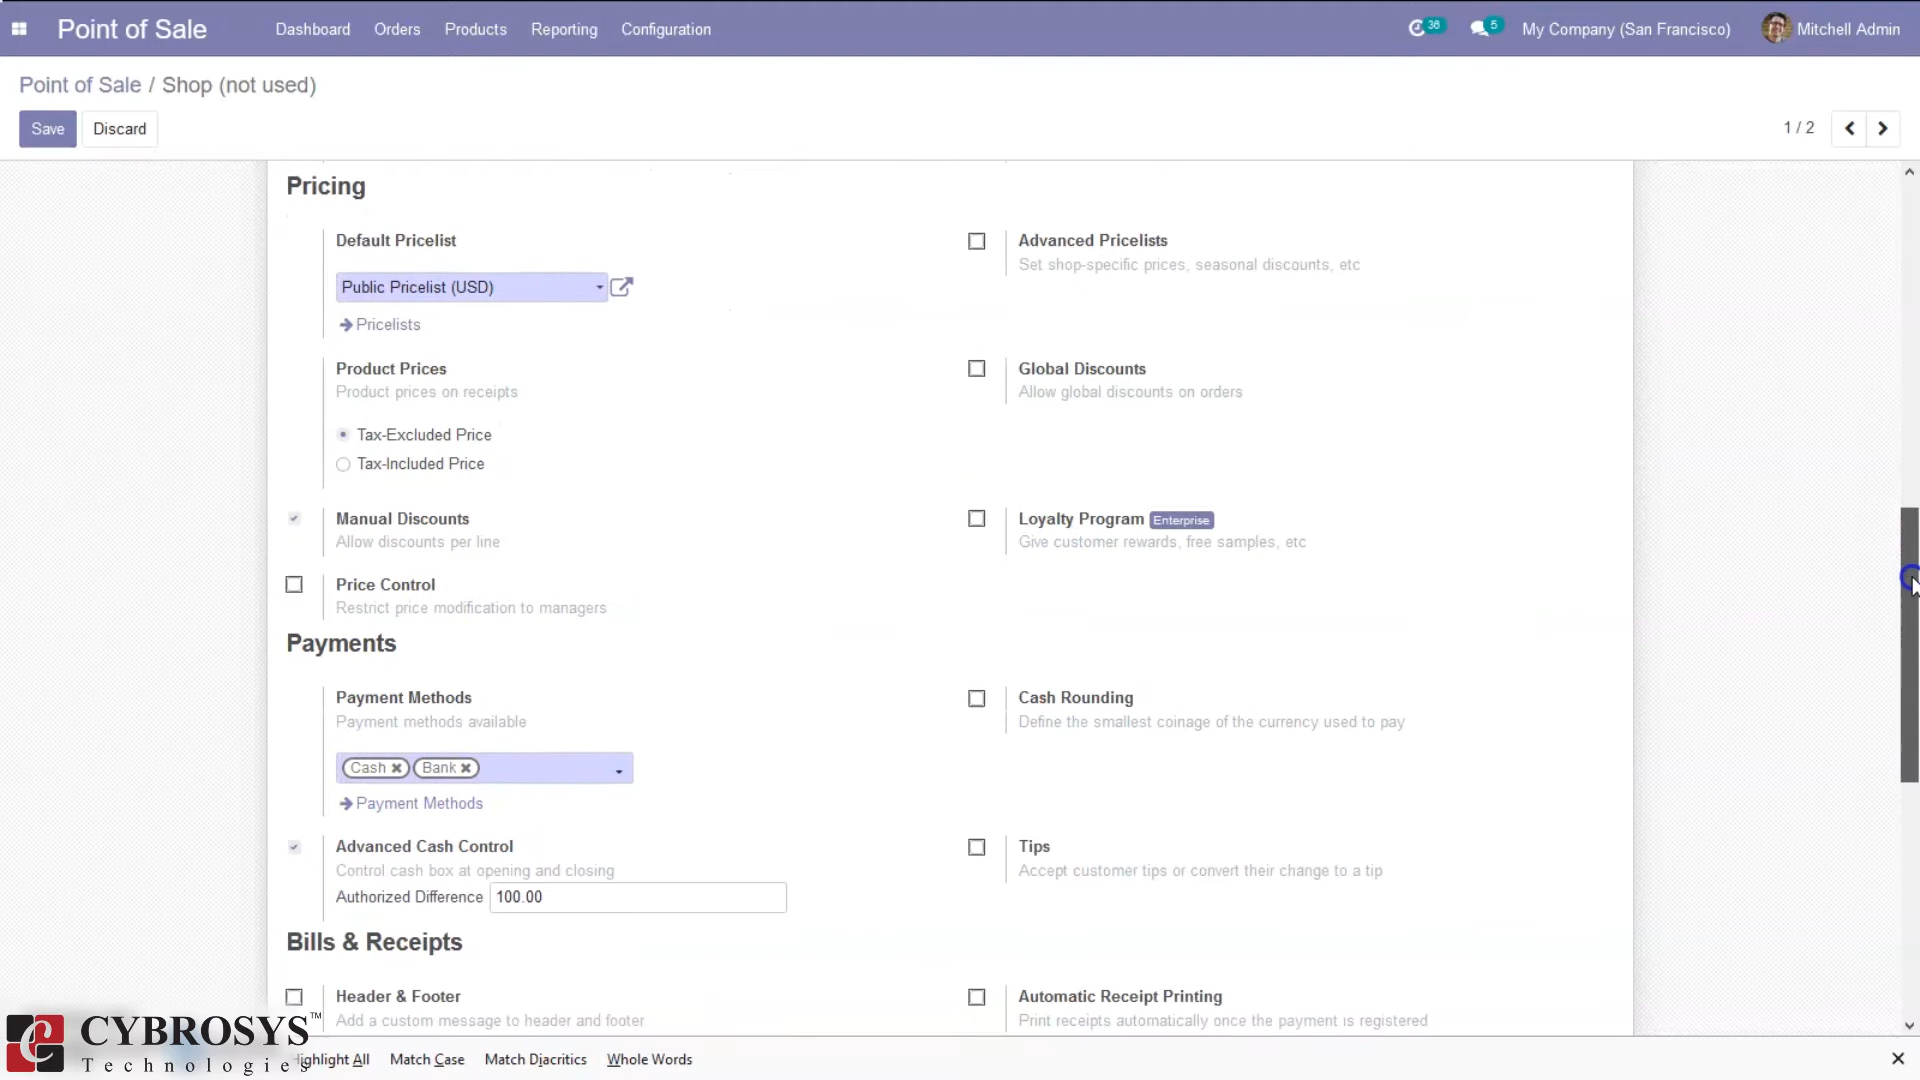 Point of Sale Dashboard Orders Products Reporting Configuration 36 5 My Company (San Francisco) Mitchell Admin
Point of Sale / Shop (not used)
Save Discard 1 / 2
Pricing
Default Pricelist Advanced Pricelists
Set shop-specific prices, seasonal discounts, etc
Public Pricelist (USD)
Pricelists
Product Prices Global Discounts
Product prices on receipts Allow global discounts on orders
Tax-Excluded Price
Tax-Included Price
Manual Discounts Loyalty Program Enterprise
Allow discounts per line Give customer rewards, free samples, etc
Price Control
Restrict price modification to managers
Payments
Payment Methods Cash Rounding
Payment methods available Define the smallest coinage of the currency used to pay
Cash Bank
Payment Methods
Advanced Cash Control Tips
Control cash box at opening and closing Accept customer tips or convert their change to a tip
Authorized Difference 100.00
Bills & Receipts
Header & Footer Automatic Receipt Printing
Add a custom message to header and footer Print receipts automatically once the payment is registered
CYBROSYS™
Technologies
Highlight All Match Case Match Diacritics Whole Words